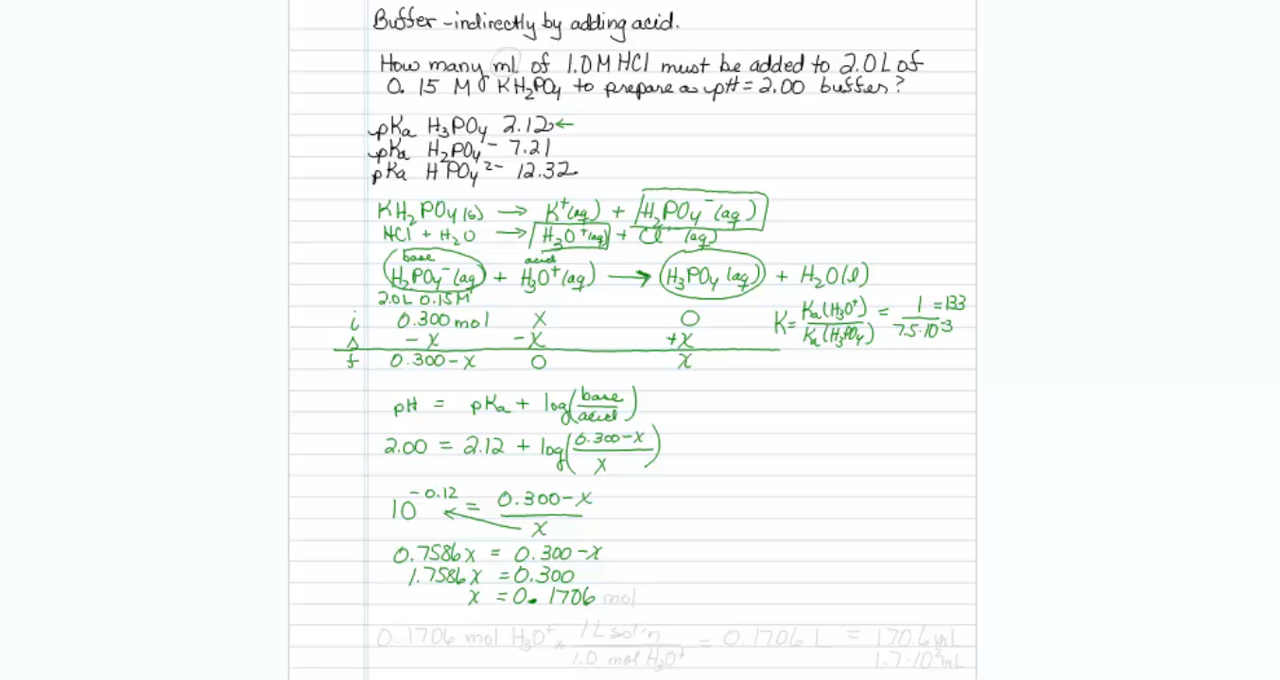 Buffer - indirectly by adding acid.
How many mL of 1.0 M HCl must be added to 2.0 L of
0.15 M KH₂PO₄ to prepare a pH = 2.00 buffer?
pKa H₃PO₄ 2.12 ←
pKa H₂PO₄⁻ 7.21
pKa HPO₄²⁻ 12.32
KH₂PO₄(s) → K⁺(aq) + H₂PO₄⁻(aq)
HCl + H₂O → H₃O⁺(aq) + Cl⁻(aq)
base acid
H₂PO₄⁻(aq) + H₃O⁺(aq) → H₃PO₄(aq) + H₂O(l)
2.0L 0.15M
i 0.300 mol x 0
Δ -x -x +x
f 0.300-x 0 x
K = Ka(H₃O⁺) / Ka(H₃PO₄) = 1 / 7.5·10⁻³ = 133
pH = pKa + log(base/acid)
2.00 = 2.12 + log(0.300-x/x)
10^-0.12 = 0.300-x/x
0.7586x = 0.300-x
1.7586x = 0.300
x = 0.1706 mol
0.1706 mol H₃O⁺ × 1L sol'n / 1.0 mol H₃O⁺ = 0.1706 L = 170.6 mL
1.7·10² mL